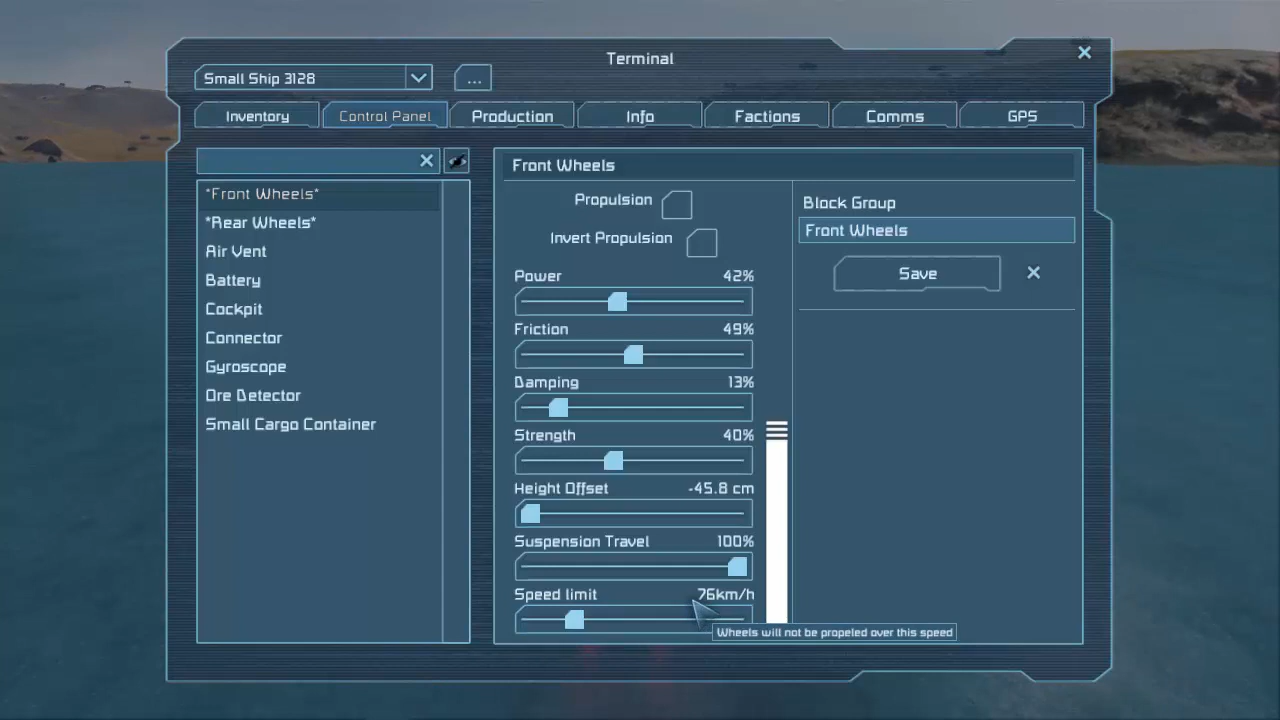 Terminal
Small Ship 3128
...
Inventory
Control Panel
Production
Info
Factions
Comms
GPS
*Front Wheels*
*Rear Wheels*
Air Vent
Battery
Cockpit
Connector
Gyroscope
Ore Detector
Small Cargo Container
Front Wheels
Propulsion
Invert Propulsion
Power 42%
Friction 49%
Damping 13%
Strength 40%
Height Offset -45.8 cm
Suspension Travel 100%
Speed limit 76km/h
Wheels will not be propeled over this speed
Block Group
Front Wheels
Save